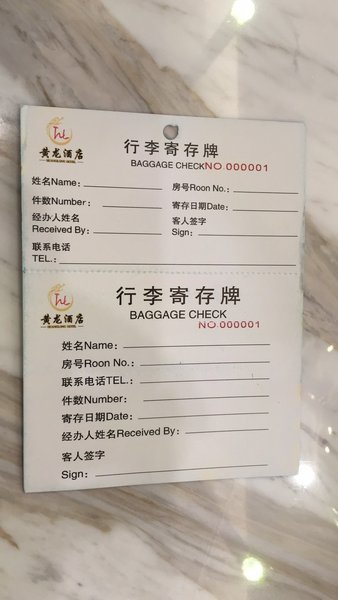 黄龙酒店
行李寄存牌
BAGGAGE CHECK NO.000001
姓名Name: 房号Roon No.:
件数Number: 寄存日期Date:
经办人姓名 客人签字
Received By: Sign:
联系电话
TEL.:
黄龙酒店
行李寄存牌
BAGGAGE CHECK
NO.000001
姓名Name:
房号Roon No.:
联系电话TEL.:
件数Number:
寄存日期Date:
经办人姓名Received By:
客人签字
Sign: